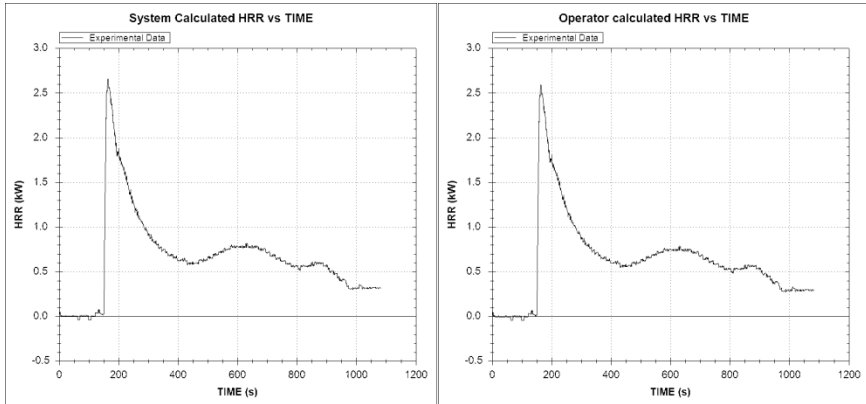 System Calculated HRR vs TIME
Experimental Data
3.0
2.5
2.0
1.5
1.0
0.5
0.0
-0.5
HRR (kW)
0 200 400 600 800 1000 1200
TIME (s)
Operator calculated HRR vs TIME
Experimental Data
3.0
2.5
2.0
1.5
1.0
0.5
0.0
-0.5
HRR (kW)
0 200 400 600 800 1000 1200
TIME (s)